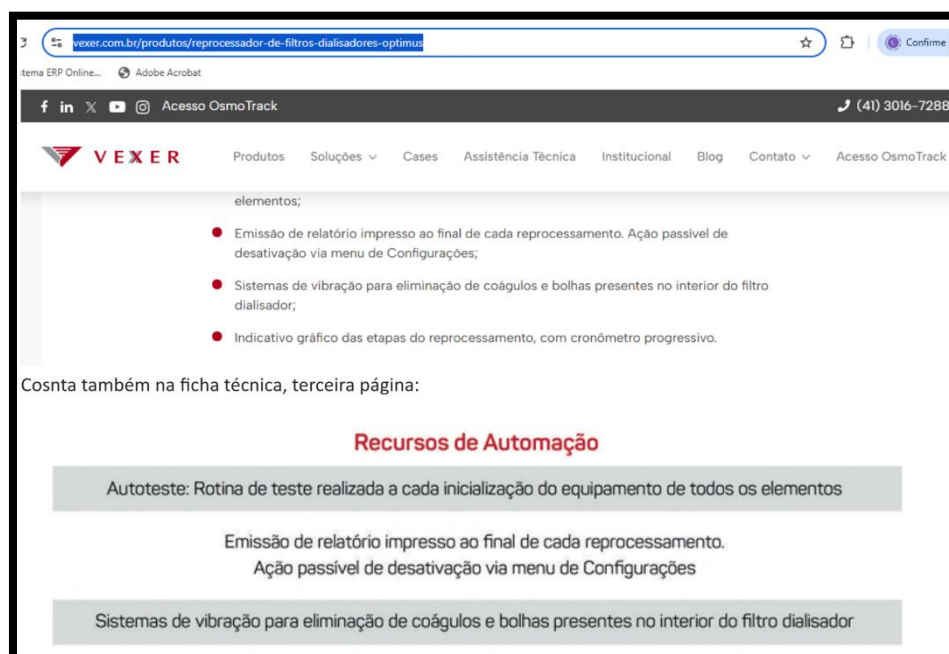 vexer.com.br/produtos/reprocessador-de-filtros-dialisadores-optimus
Confirme
tema ERP Online...
Adobe Acrobat
Acesso OsmoTrack
(41) 3016-7288
VEXER
Produtos
Soluções
Cases
Assistência Técnica
Institucional
Blog
Contato
Acesso OsmoTrack
elementos;
Emissão de relatório impresso ao final de cada reprocessamento. Ação passível de
desativação via menu de Configurações;
Sistemas de vibração para eliminação de coágulos e bolhas presentes no interior do filtro
dialisador;
Indicativo gráfico das etapas do reprocessamento, com cronômetro progressivo.
Cosnta também na ficha técnica, terceira página:
Recursos de Automação
Autoteste: Rotina de teste realizada a cada inicialização do equipamento de todos os elementos
Emissão de relatório impresso ao final de cada reprocessamento.
Ação passível de desativação via menu de Configurações
Sistemas de vibração para eliminação de coágulos e bolhas presentes no interior do filtro dialisador